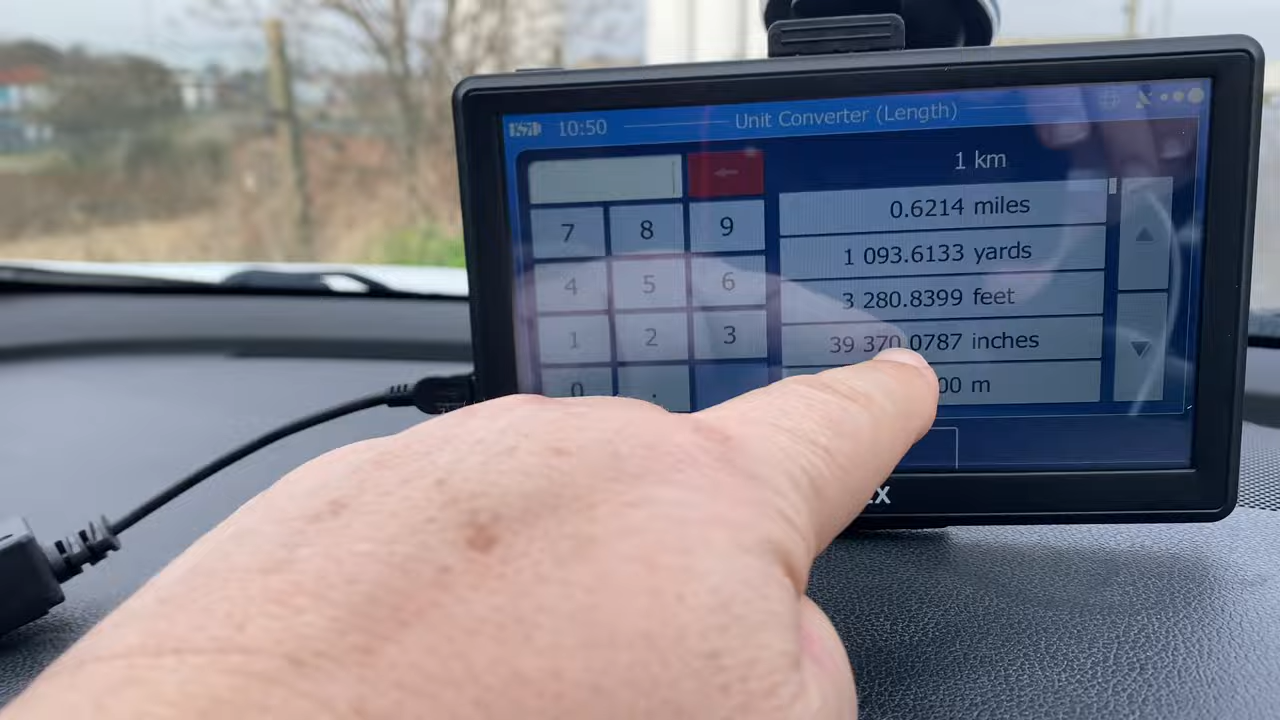 10:50 Unit Converter (Length)
1 km
0.6214 miles
7 8 9
1 093.6133 yards
4 5 6
3 280.8399 feet
1 2 3
39 370.0787 inches
0 .
00 m
X